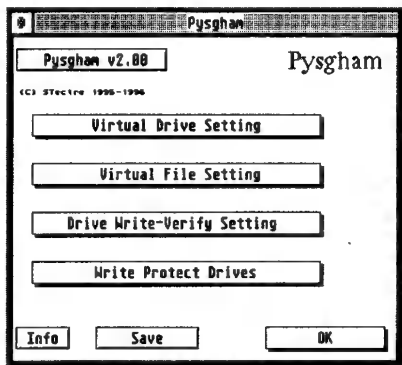 Pysgham
Pysgham v2.00
Pysgham
(C) STectre 1995-1996
Virtual Drive Setting
Virtual File Setting
Drive Write-Verify Setting
Write Protect Drives
Info
Save
OK